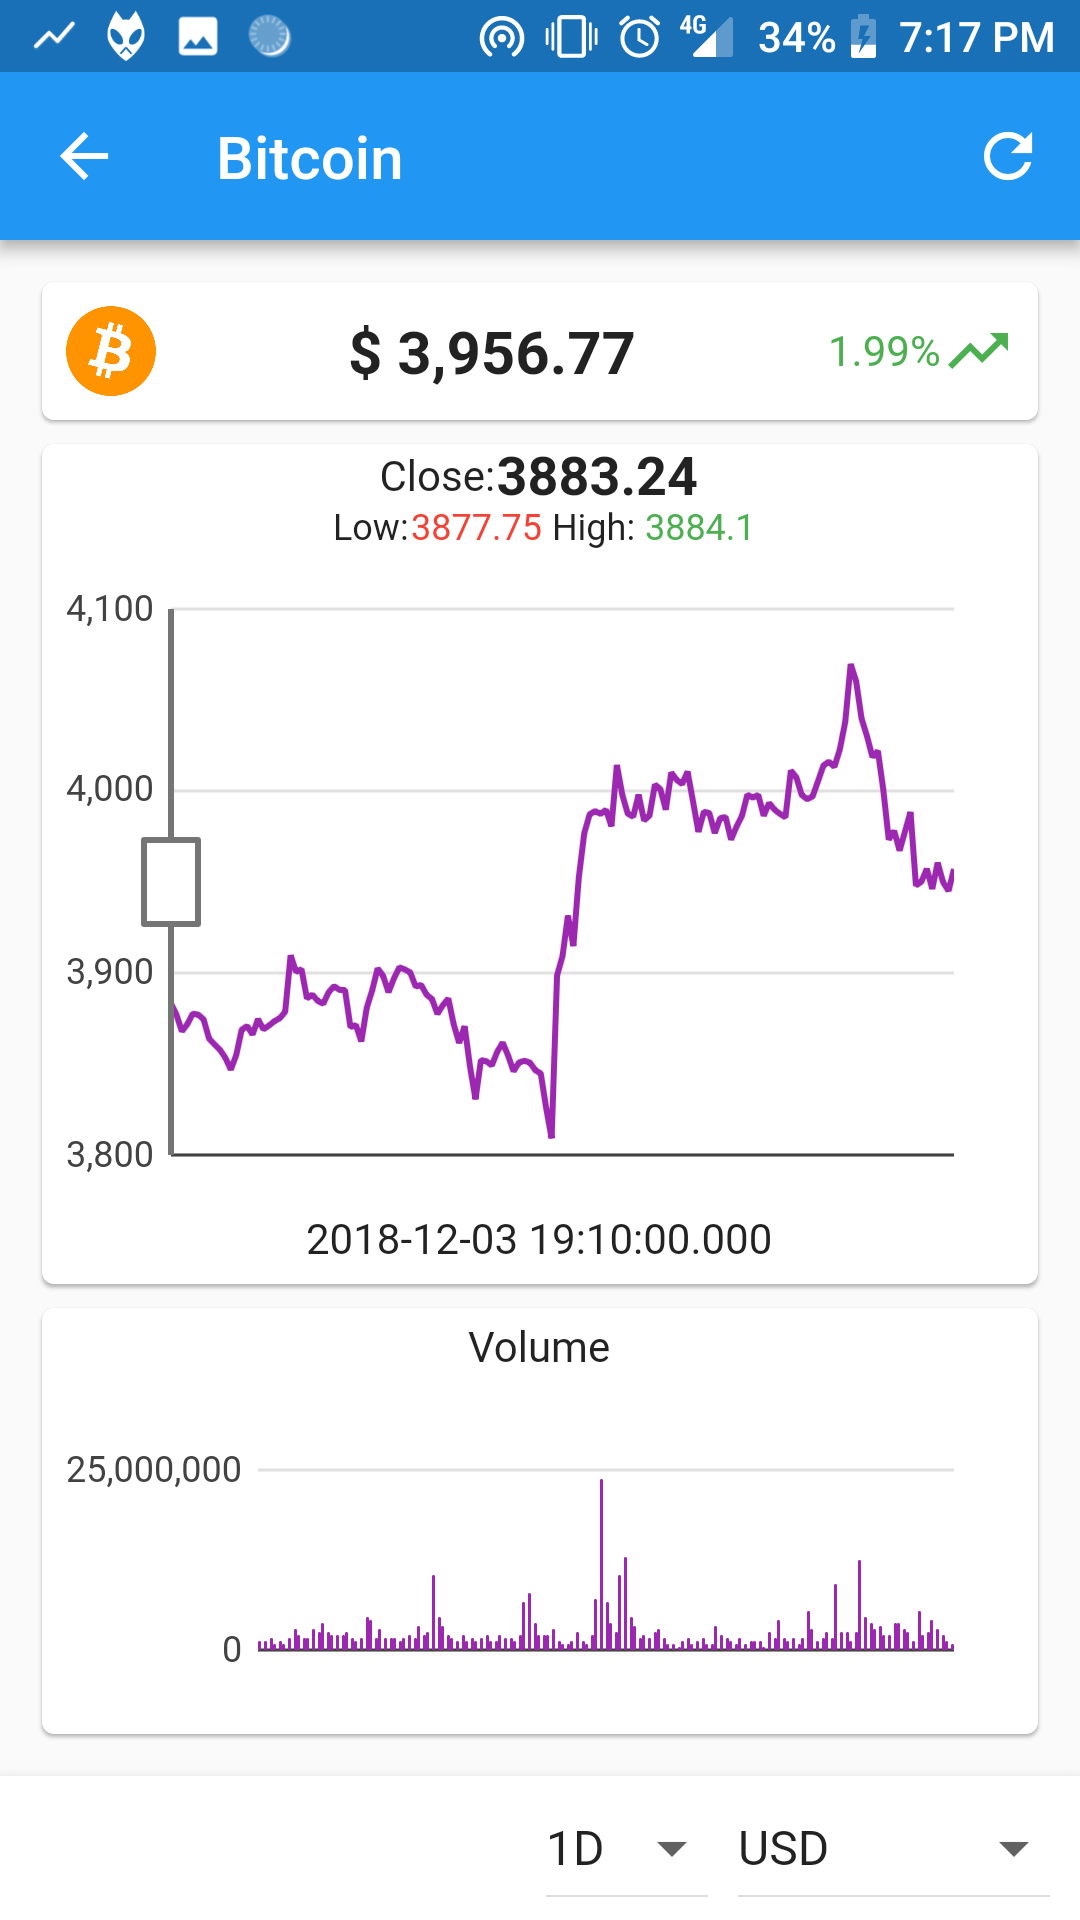 4G 34% 7:17 PM
Bitcoin
$ 3,956.77 1.99%
Close:3883.24
Low:3877.75 High: 3884.1
4,100
4,000
3,900
3,800
2018-12-03 19:10:00.000
Volume
25,000,000
0
1D USD